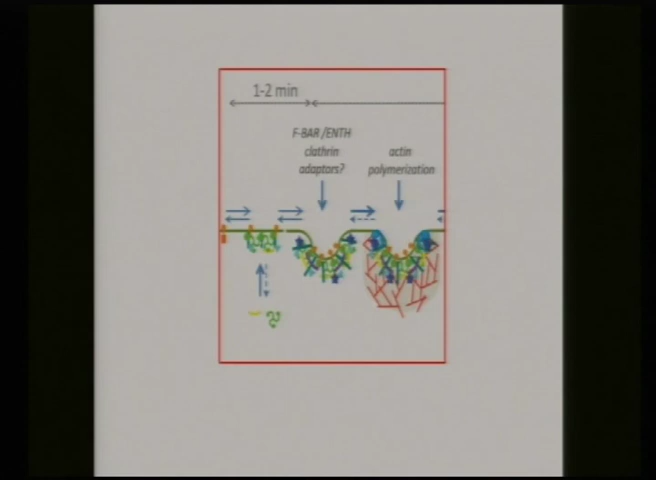 1-2 min
F-BAR /ENTH
clathrin
adaptors?
actin
polymerization